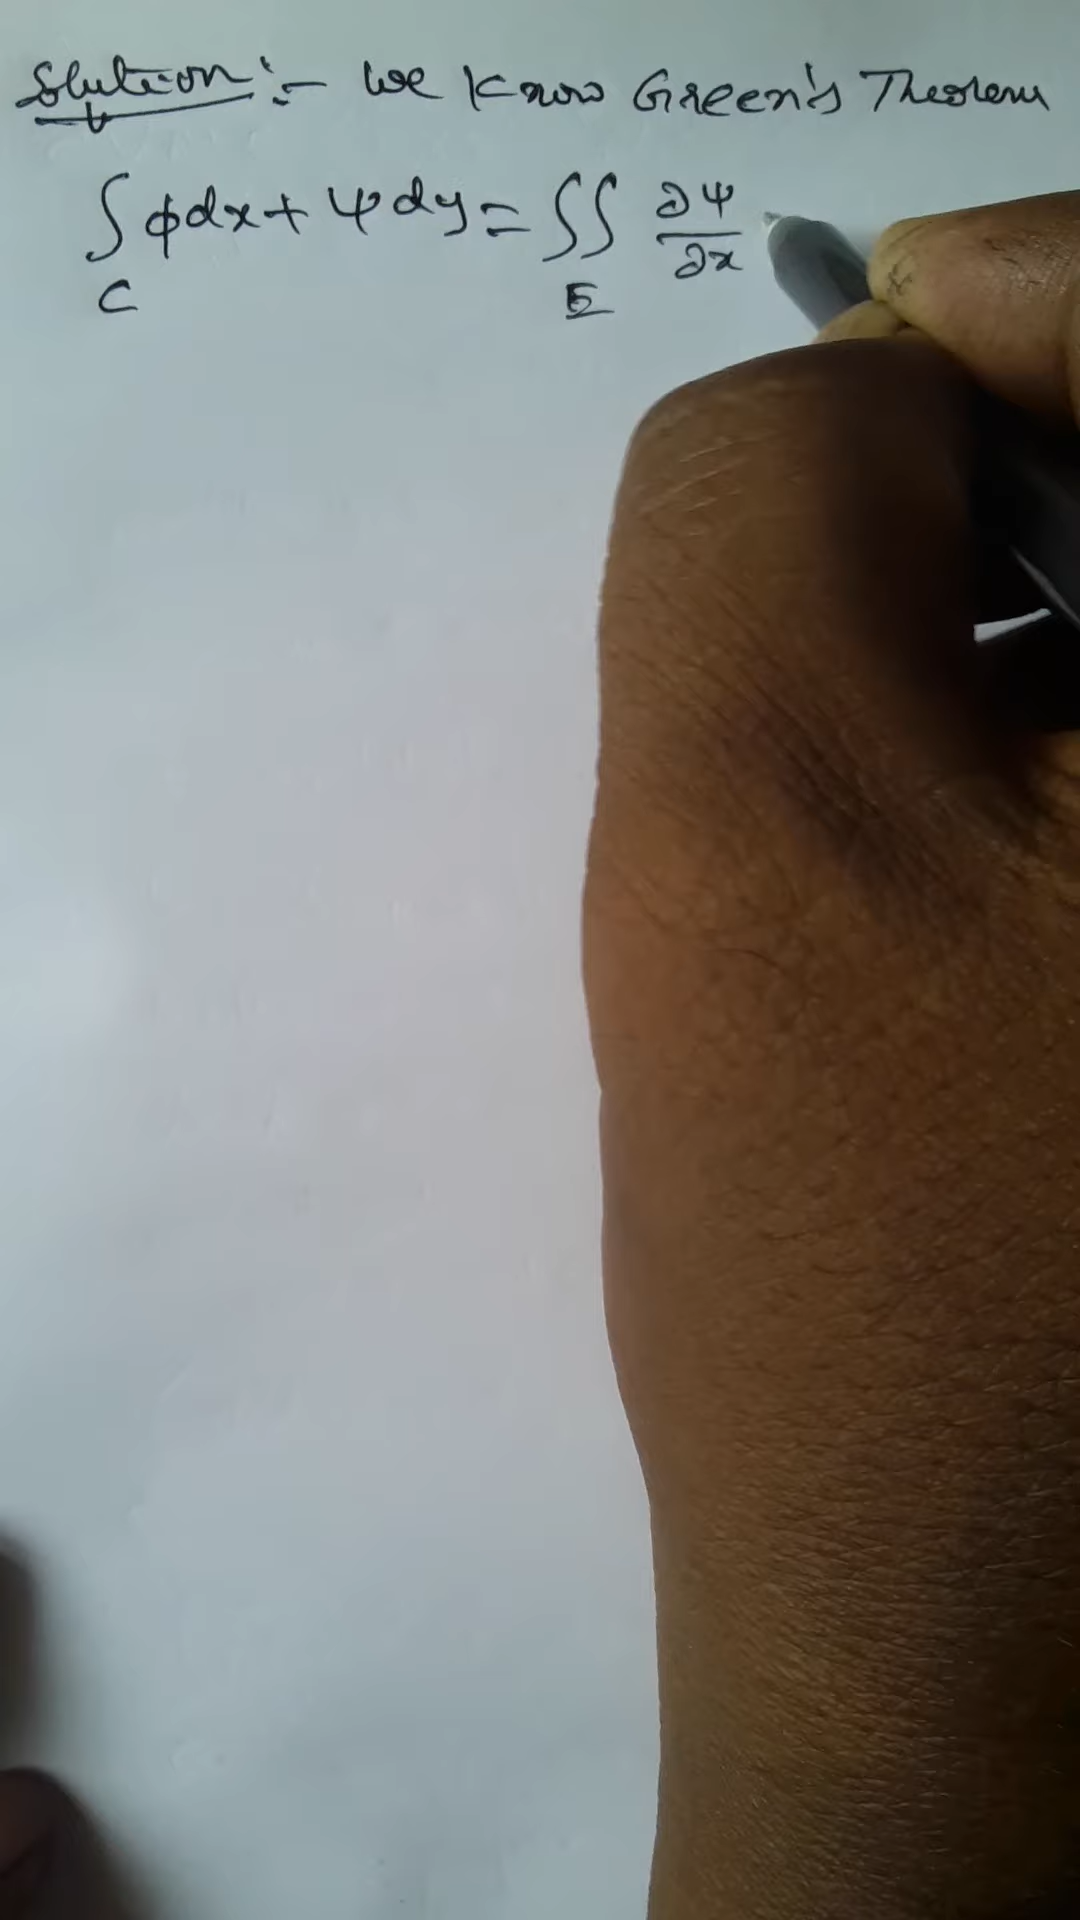 Solution :- We Know Green's Theorem
∫ φdx + ψdy = ∬ ∂ψ/∂x
C E